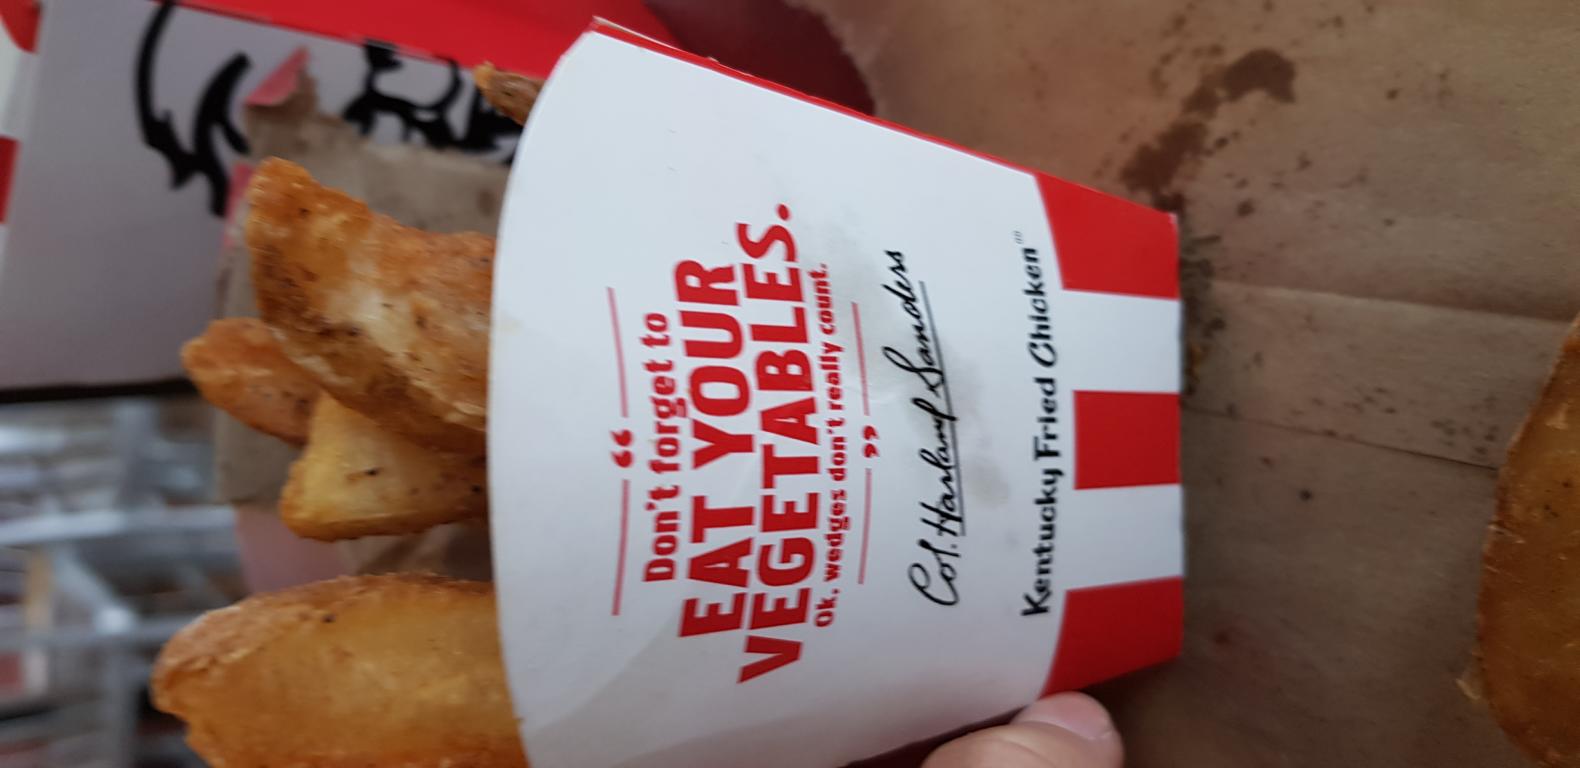 “
Don't forget to
EAT YOUR
VEGETABLES.
Ok, wedges don't really count.
”
Col. Harland Sanders
Kentucky Fried Chicken